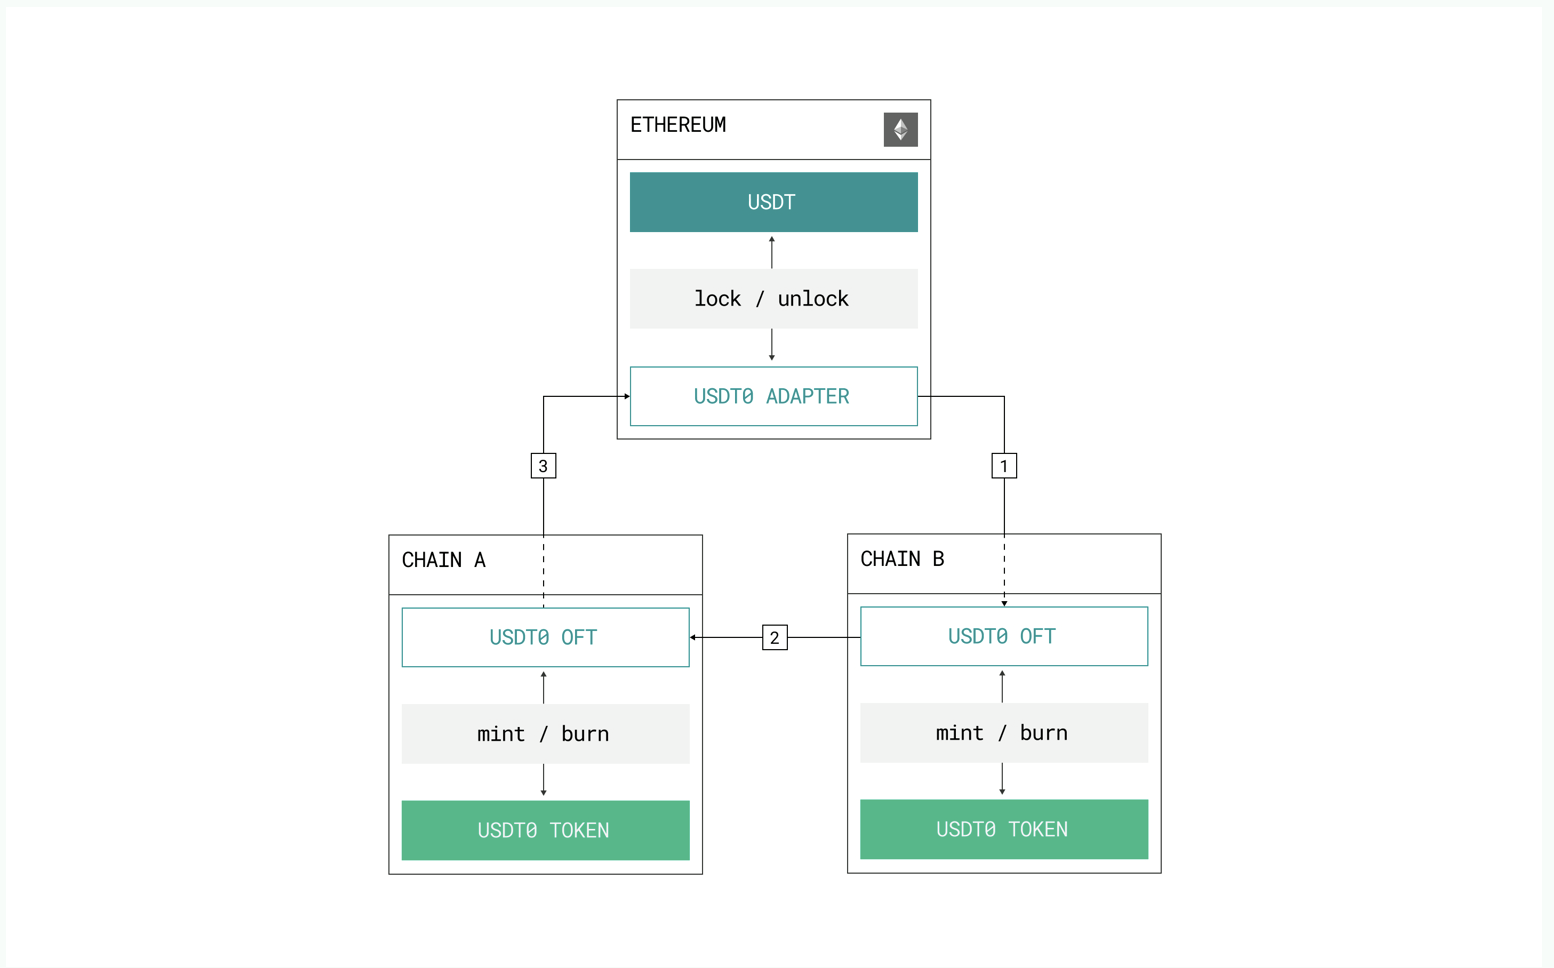 ETHEREUM
USDT
lock / unlock
USDT0 ADAPTER
3
1
CHAIN A
USDT0 OFT
mint / burn
USDT0 TOKEN
2
CHAIN B
USDT0 OFT
mint / burn
USDT0 TOKEN